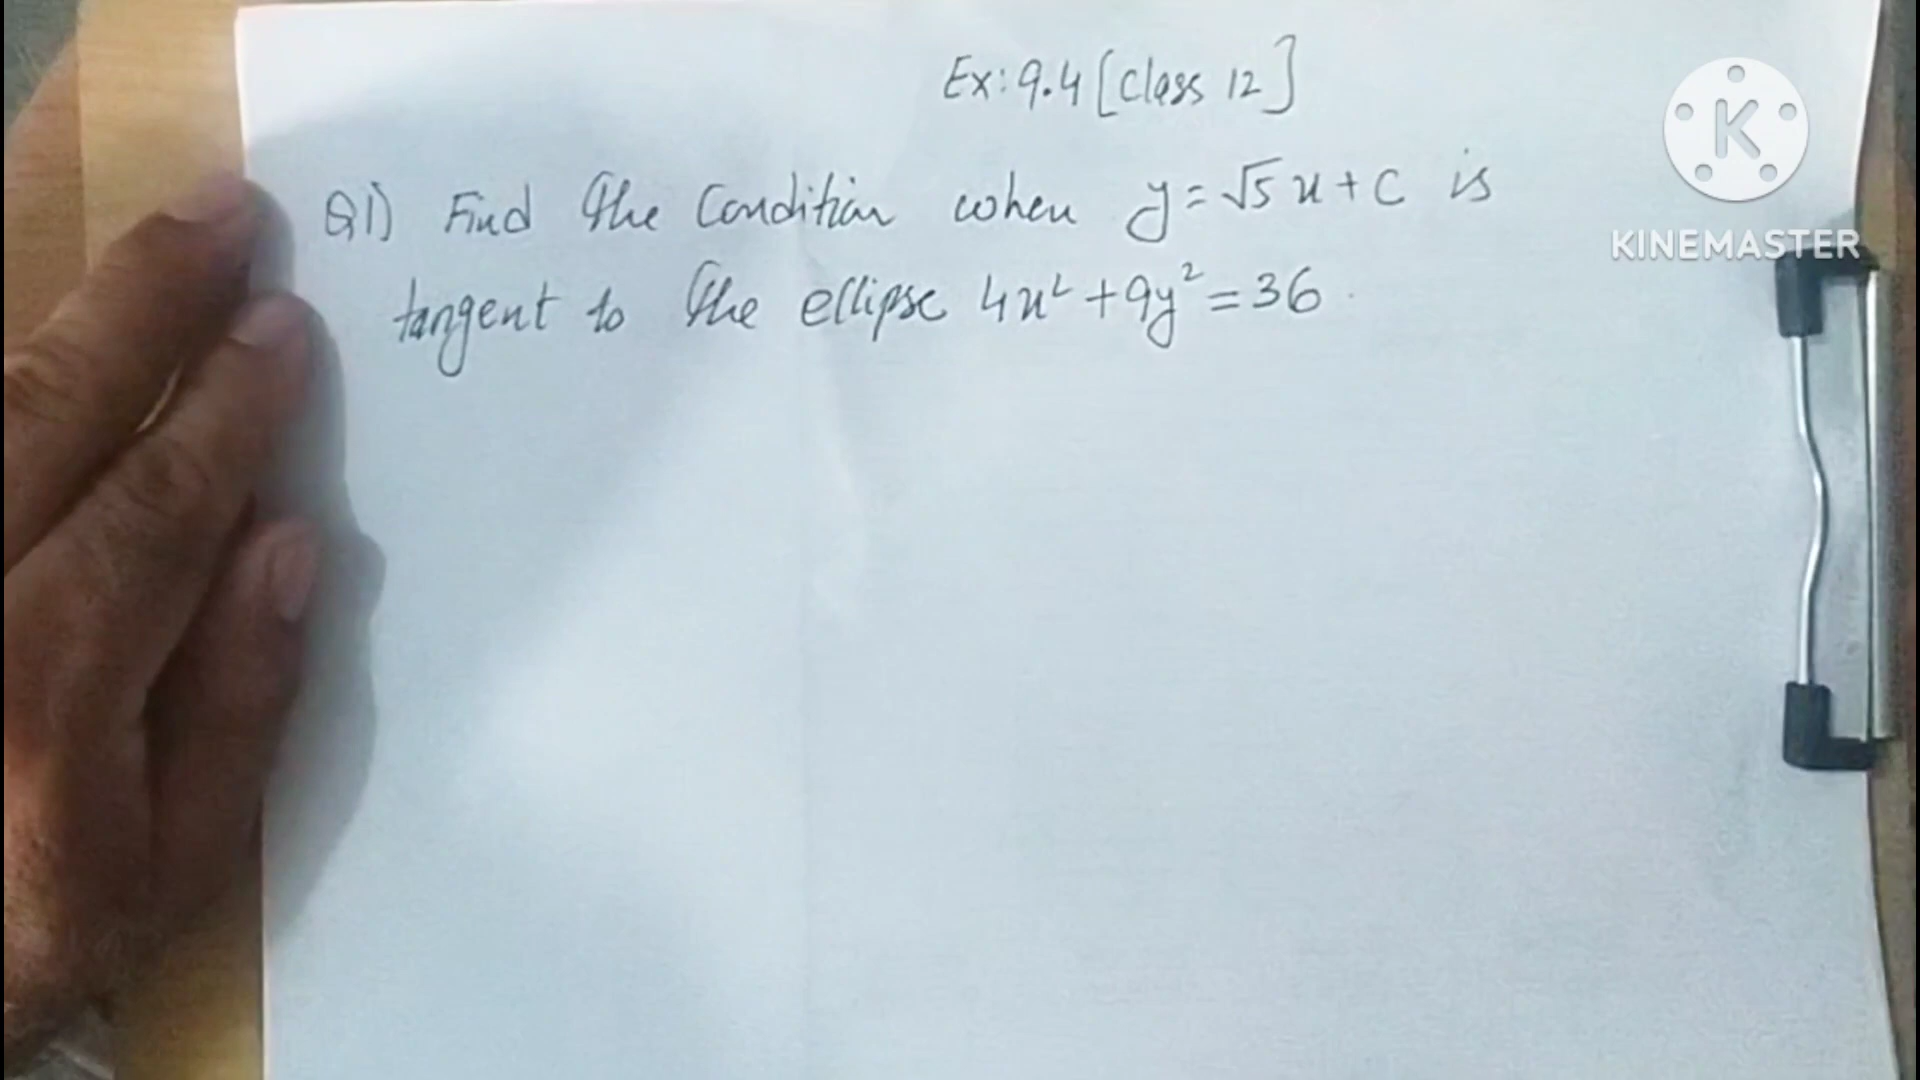 Ex: 9.4 [Class 12]
K
KINEMASTER
Q1) Find the Condition when y = √5 x + c is
tangent to the ellipse 4x² + 9y² = 36.